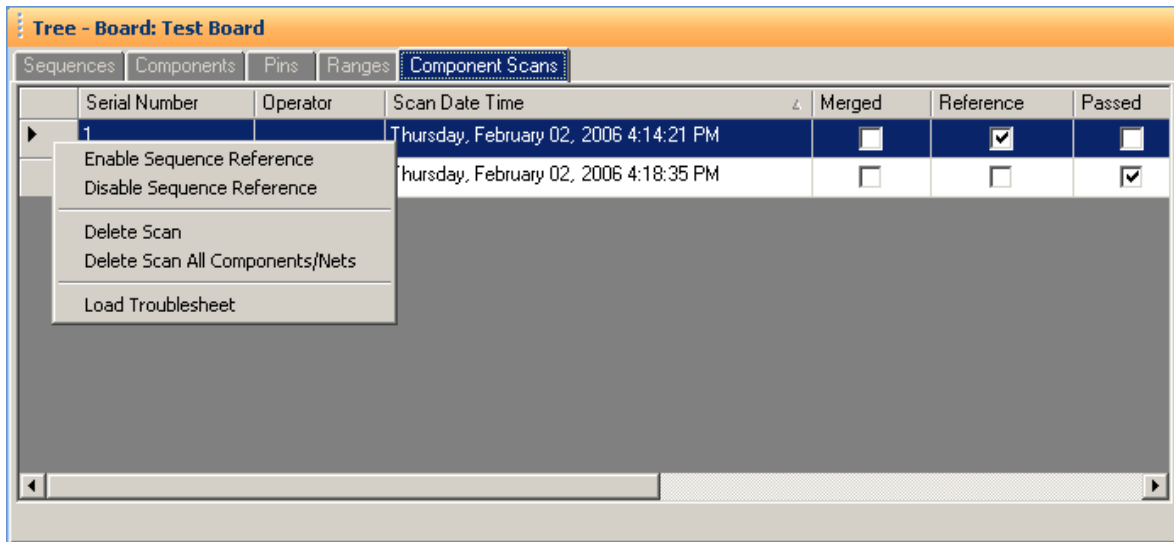 Tree - Board: Test Board
Sequences Components Pins Ranges Component Scans
Serial Number Operator Scan Date Time Merged Reference Passed
1 Thursday, February 02, 2006 4:14:21 PM
Thursday, February 02, 2006 4:18:35 PM
Enable Sequence Reference
Disable Sequence Reference
Delete Scan
Delete Scan All Components/Nets
Load Troublesheet